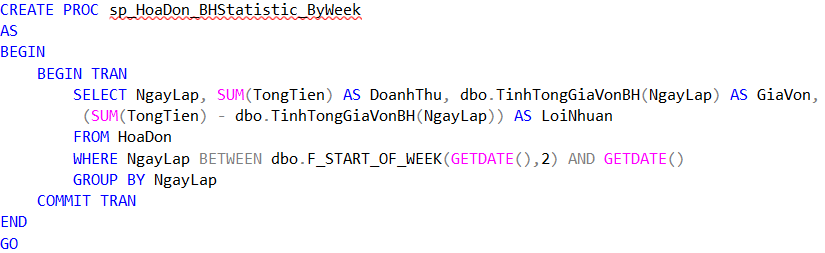 CREATE PROC sp_HoaDon_BHStatistic_ByWeek
AS
BEGIN
    BEGIN TRAN
        SELECT NgayLap, SUM(TongTien) AS DoanhThu, dbo.TinhTongGiaVonBH(NgayLap) AS GiaVon,
         (SUM(TongTien) - dbo.TinhTongGiaVonBH(NgayLap)) AS LoiNhuan
        FROM HoaDon
        WHERE NgayLap BETWEEN dbo.F_START_OF_WEEK(GETDATE(),2) AND GETDATE()
        GROUP BY NgayLap
    COMMIT TRAN
END
GO